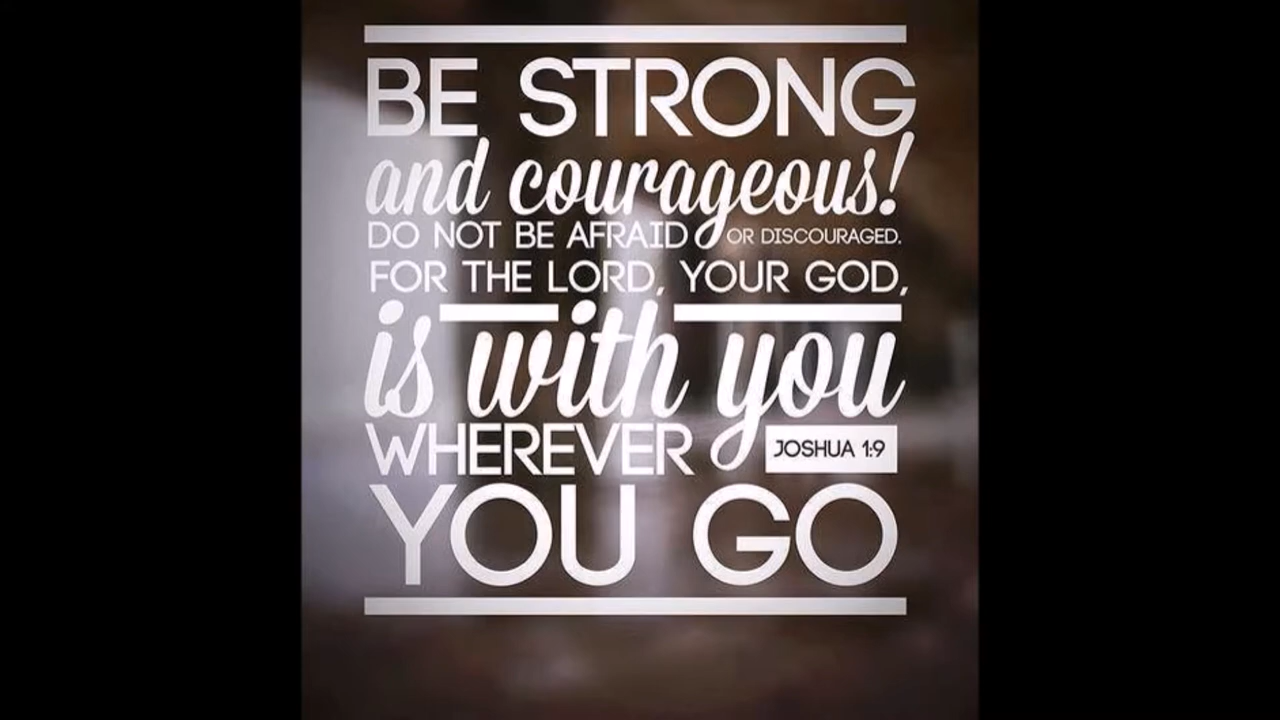 BE STRONG
and courageous!
DO NOT BE AFRAID OR DISCOURAGED.
FOR THE LORD, YOUR GOD,
is with you
WHEREVER JOSHUA 1:9
YOU GO